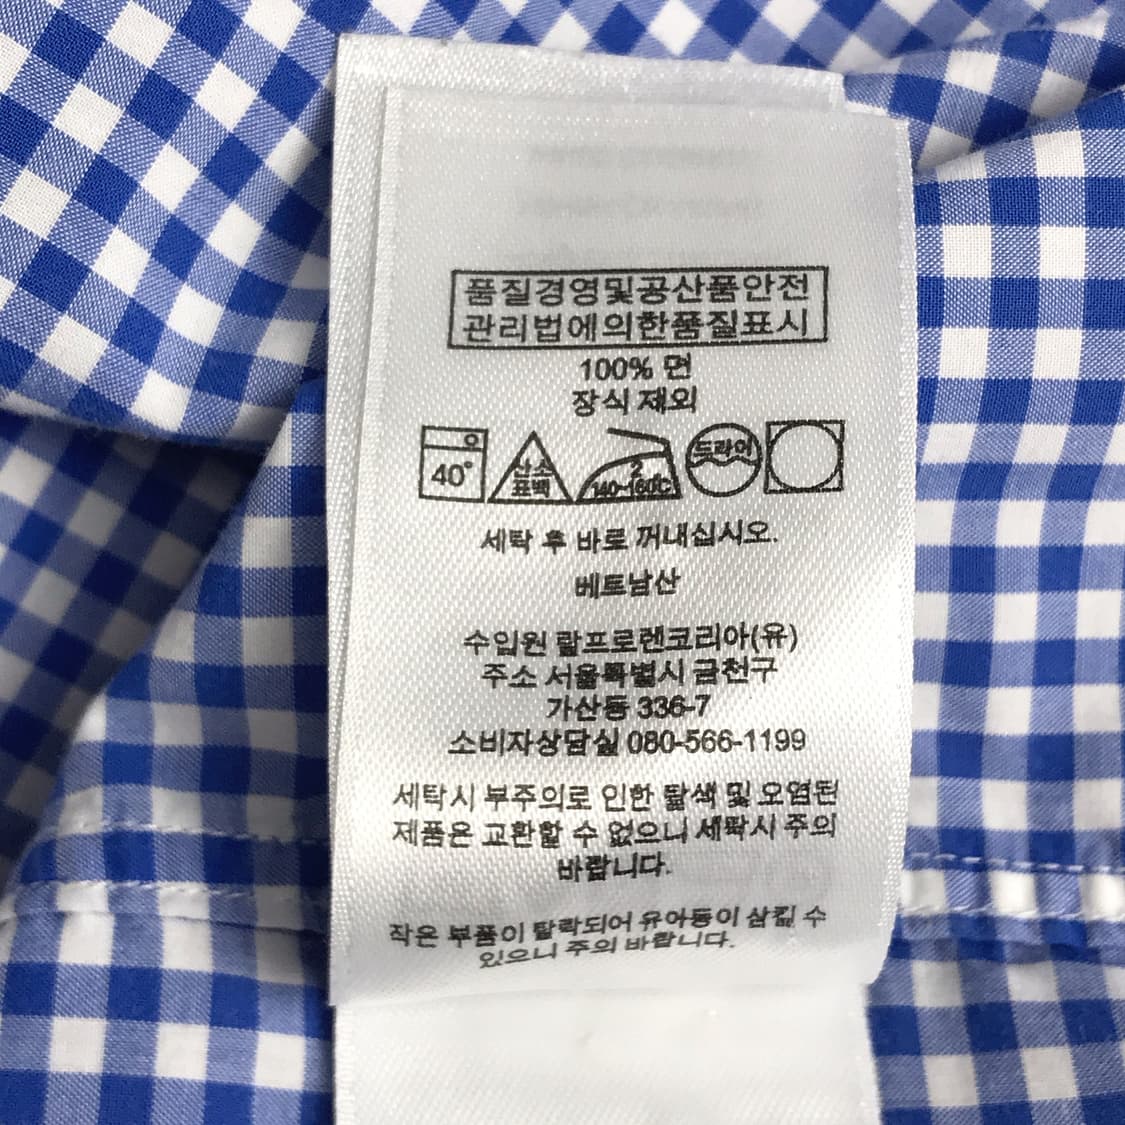 품질경영및공산품안전
관리법에의한품질표시
100% 면
장식 제외
40°
산소
표백
2
140~160℃
드라이
세탁 후 바로 꺼내십시오.
베트남산
수입원 랄프로렌코리아(유)
주소 서울특별시 금천구
가산동 336-7
소비자상담실 080-566-1199
세탁시 부주의로 인한 탈색 및 오염된
제품은 교환할 수 없으니 세탁시 주의
바랍니다.
작은 부품이 탈락되어 유아동이 삼킬 수
있으니 주의 바랍니다.